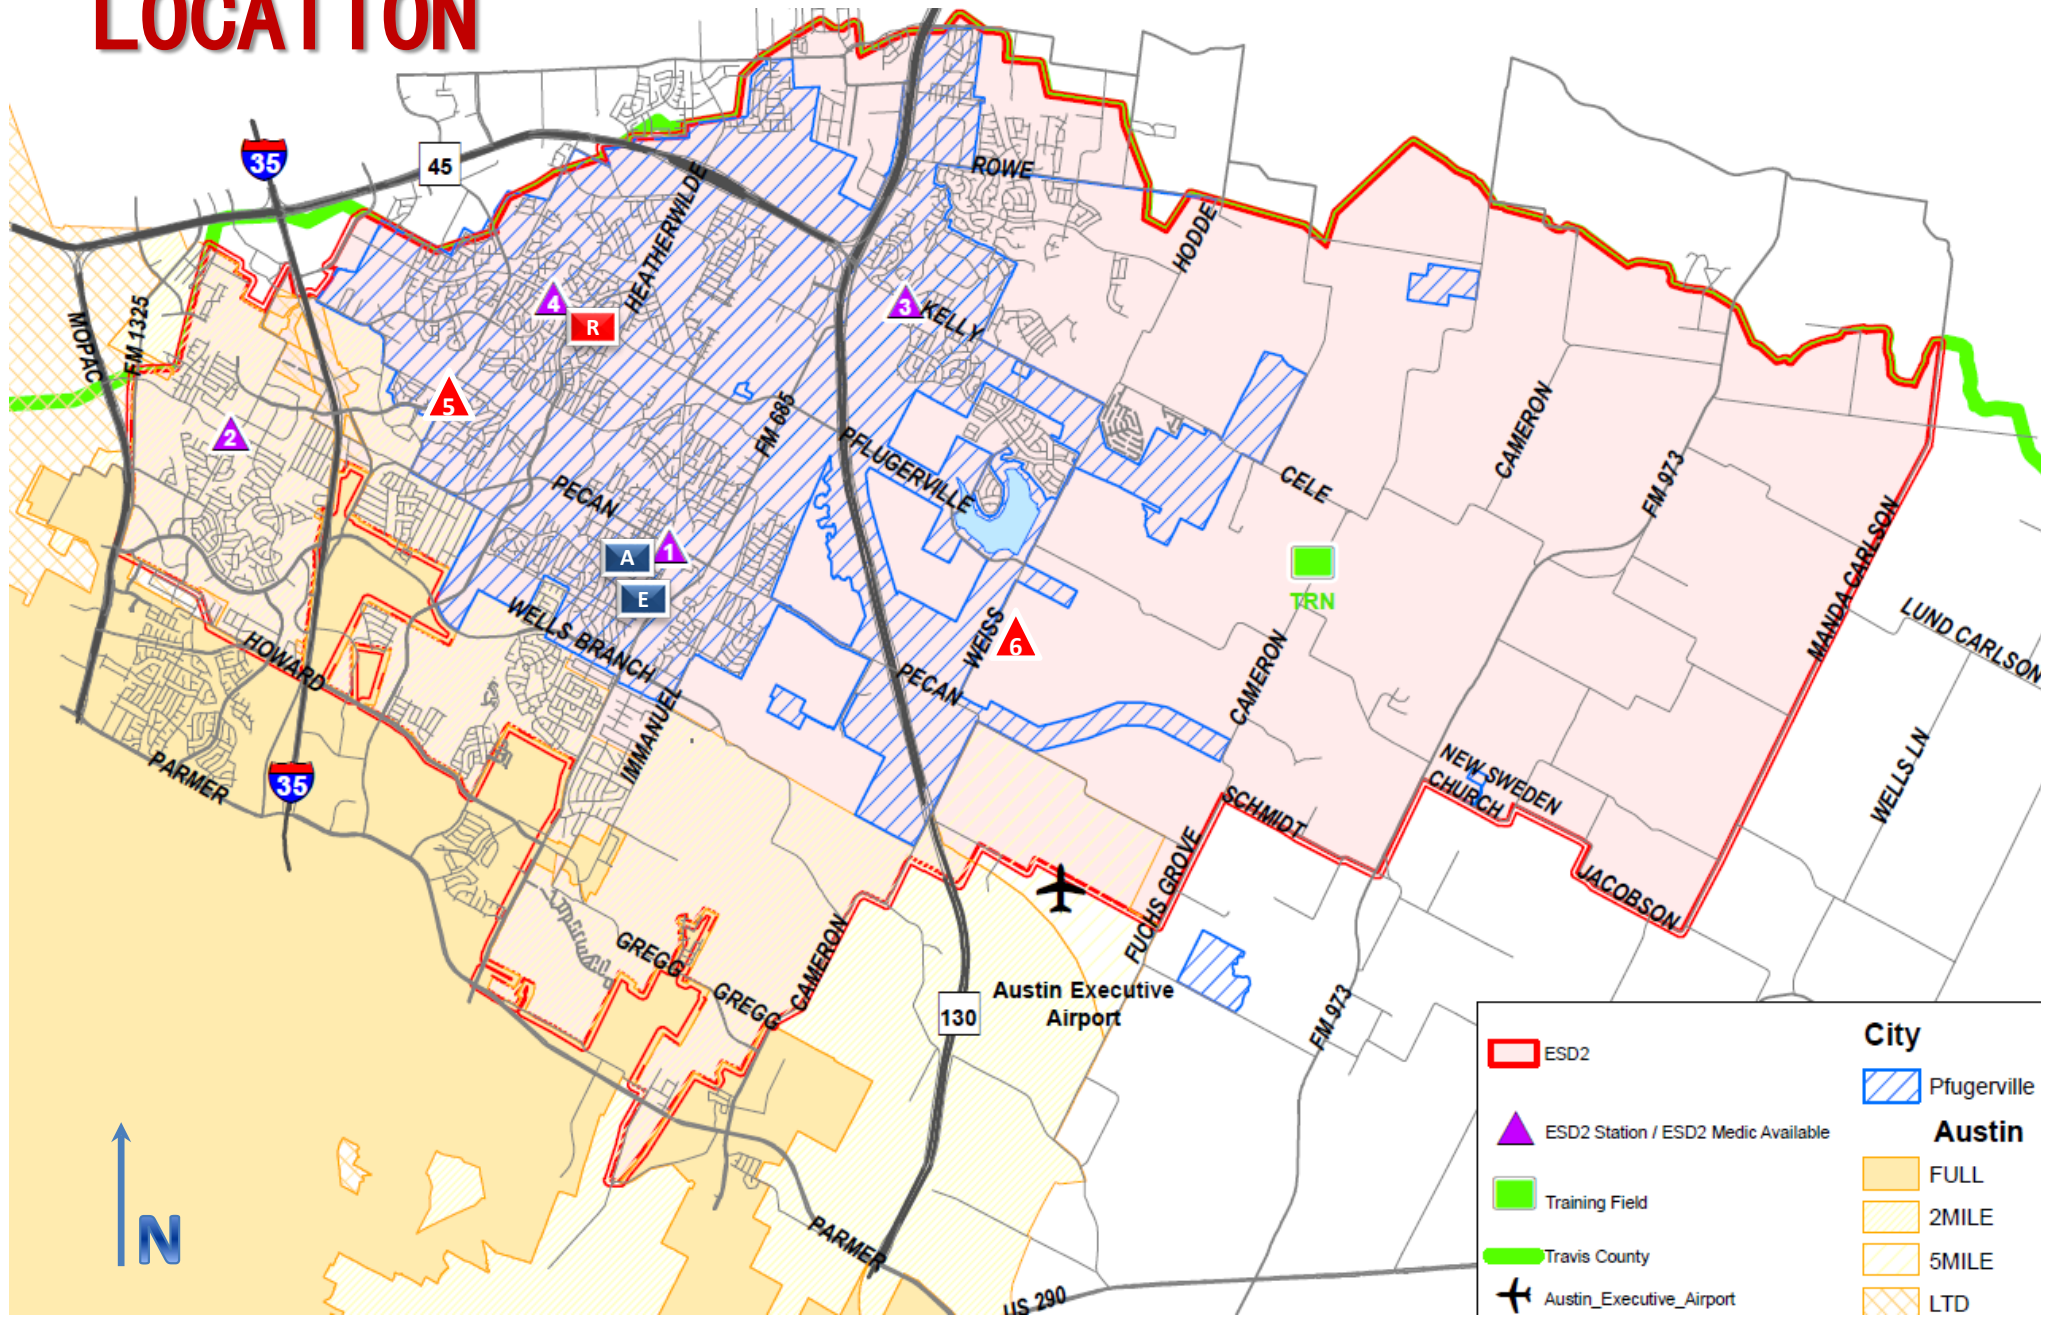 LOCATION
35
45
ROWE
HEATHERWILDE
HODDE
MOPAC
FM 1325
4
R
3
KELLY
5
2
FM 685
PFLUGERVILLE
PECAN
CELE
CAMERON
FM 973
MANDA CARLSON
A
1
E
TRN
WELLS BRANCH
WEISS
6
LUND CARLSON
HOWARD
PECAN
CAMERON
IMMANUEL
PARMER
35
NEW SWEDEN
CHURCH
WELLS LN
SCHMIDT
JACOBSON
FUCHS GROVE
GREGG
GREGG
CAMERON
Austin Executive
Airport
130
FM 973
PARMER
US 290
N
ESD2
ESD2 Station / ESD2 Medic Available
Training Field
Travis County
Austin_Executive_Airport
City
Pfugerville
Austin
FULL
2MILE
5MILE
LTD